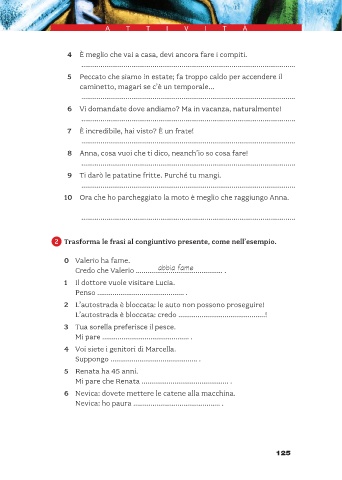 ATTIVITÀ
4 È meglio che vai a casa, devi ancora fare i compiti.
5 Peccato che siamo in estate; fa troppo caldo per accendere il
caminetto, magari se c'è un temporale...
6 Vi domandate dove andiamo? Ma in vacanza, naturalmente!
7 È incredibile, hai visto? È un frate!
8 Anna, cosa vuoi che ti dico, neanch'io so cosa fare!
9 Ti darò le patatine fritte. Purché tu mangi.
10 Ora che ho parcheggiato la moto è meglio che raggiungo Anna.
2 Trasforma le frasi al congiuntivo presente, come nell'esempio.
0 Valerio ha fame.
Credo che Valerio abbia fame .
1 Il dottore vuole visitare Lucia.
Penso .......................................... .
2 L'autostrada è bloccata: le auto non possono proseguire!
L'autostrada è bloccata: credo ..........................................!
3 Tua sorella preferisce il pesce.
Mi pare .......................................... .
4 Voi siete i genitori di Marcella.
Suppongo .......................................... .
5 Renata ha 45 anni.
Mi pare che Renata .......................................... .
6 Nevica: dovete mettere le catene alla macchina.
Nevica: ho paura .......................................... .
125